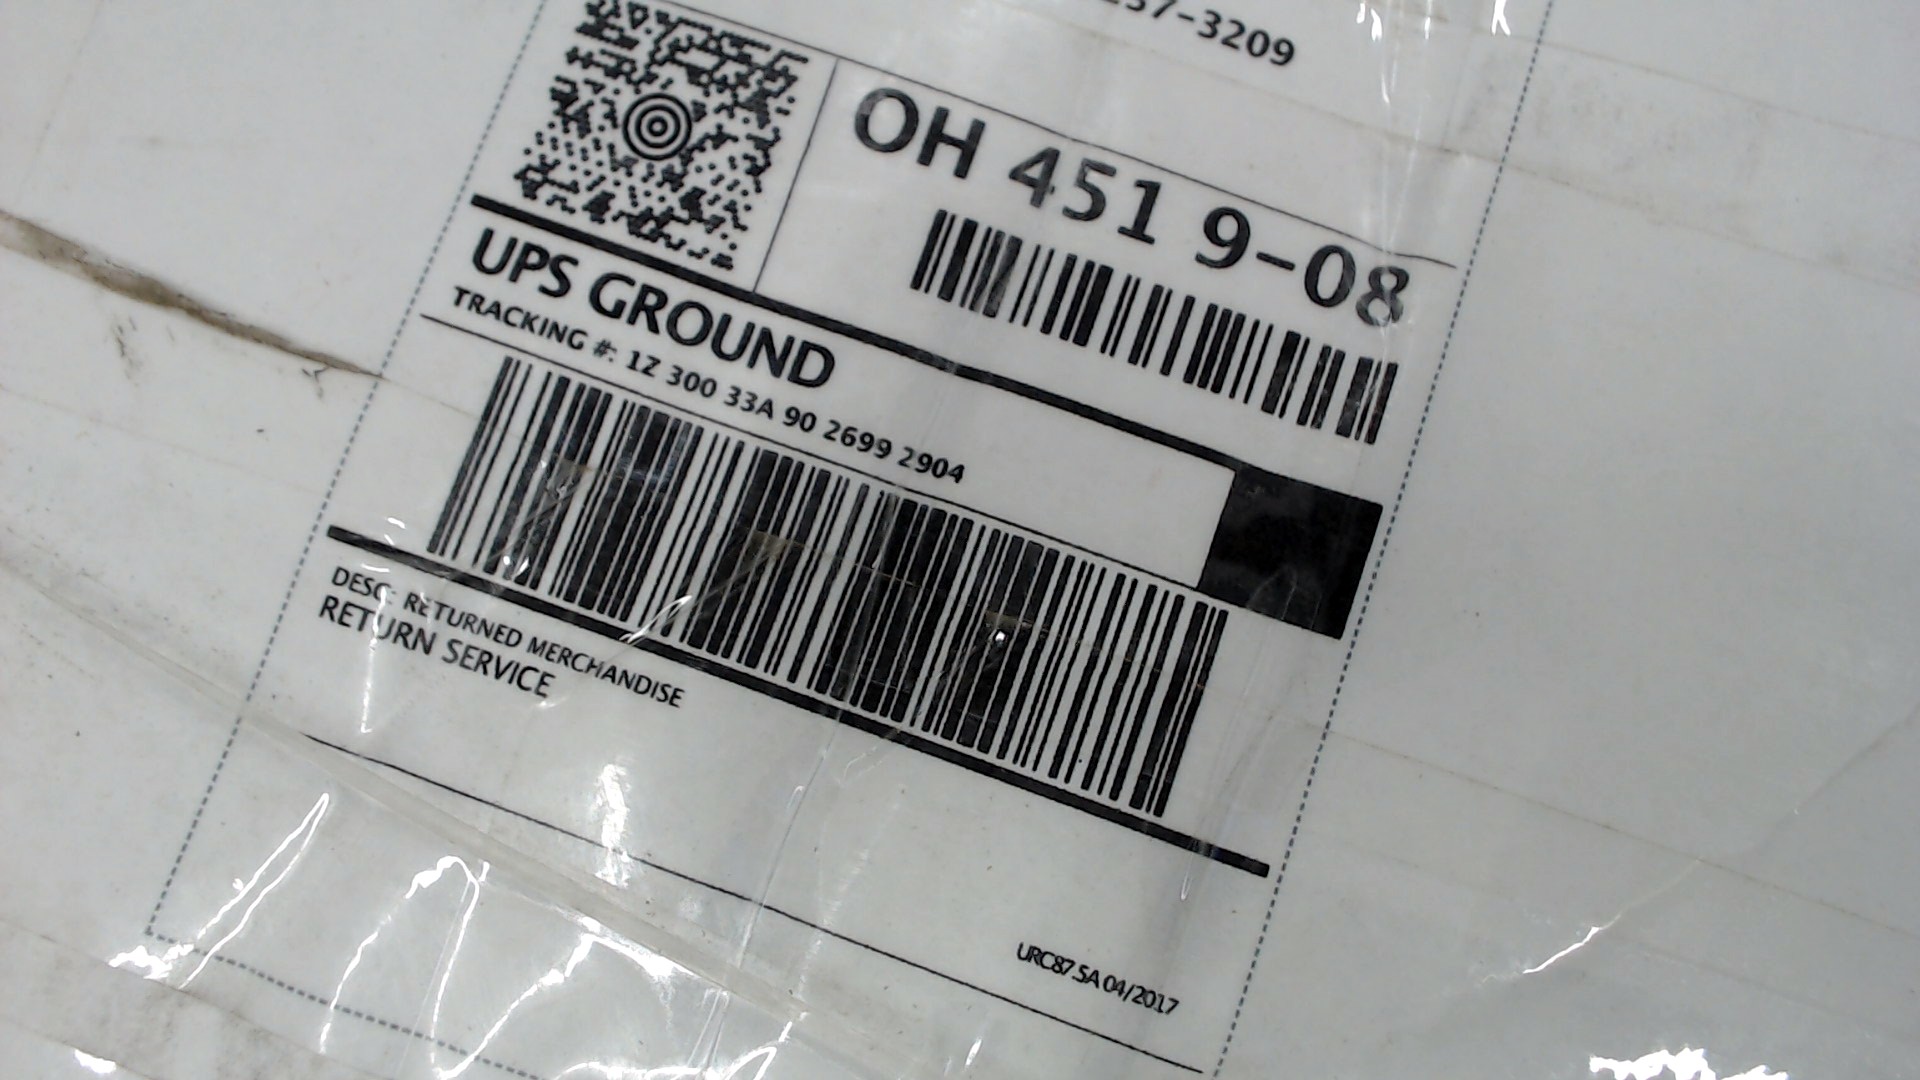 37-3209
OH 451 9-08
UPS GROUND
TRACKING #: 1Z 300 33A 90 2699 2904
DESC: RETURNED MERCHANDISE
RETURN SERVICE
URC87 5A 04/2017